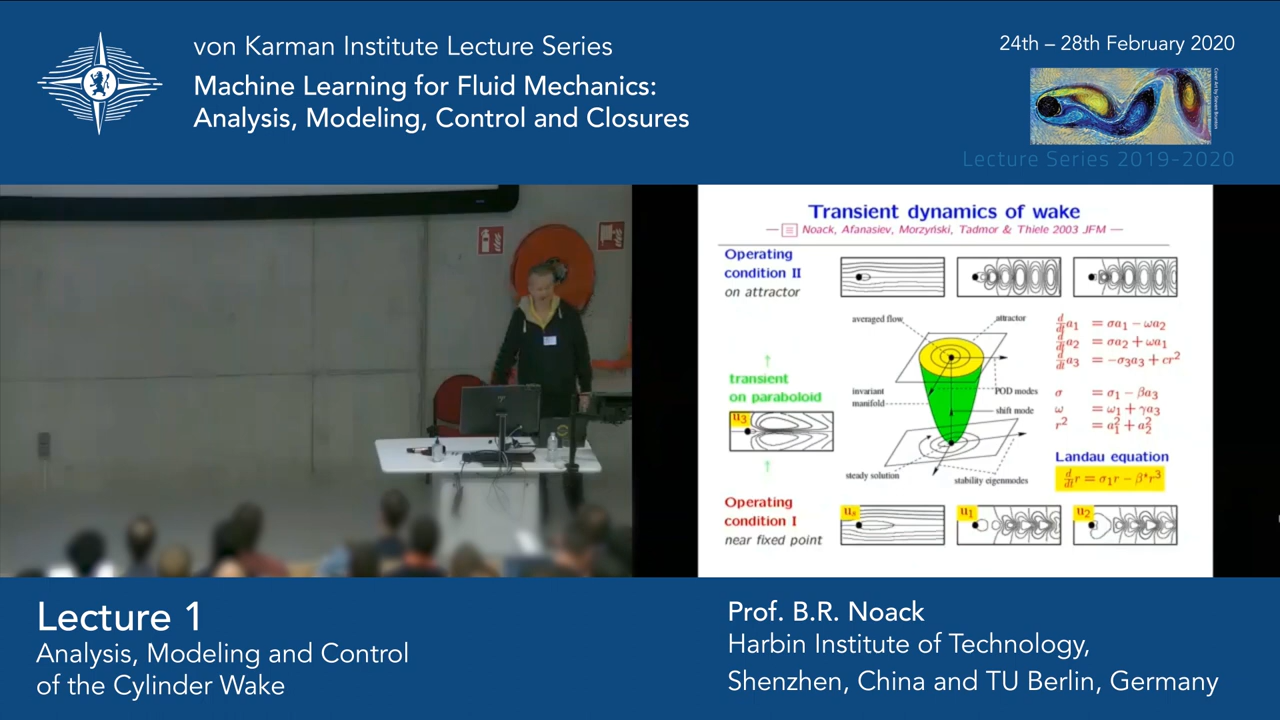 von Karman Institute Lecture Series
Machine Learning for Fluid Mechanics:
Analysis, Modeling, Control and Closures
24th – 28th February 2020
Lecture Series 2019-2020
Transient dynamics of wake
— Noack, Afanasiev, Morzyński, Tadmor & Thiele 2003 JFM —
Operating
condition II
on attractor
averaged flow
attractor
d/dt a₁ = σa₁ − ωa₂
d/dt a₂ = σa₂ + ωa₁
d/dt a₃ = −σ₃a₃ + cr²
transient
on paraboloid
u₃
invariant
manifold
POD modes
shift mode
σ = σ₁ − βa₃
ω = ω₁ + γa₃
r² = a₁² + a₂²
steady solution
stability eigenmodes
Landau equation
d/dt r = σ₁r − β*r³
Operating
condition I
near fixed point
uₛ
u₁
u₂
Lecture 1
Analysis, Modeling and Control
of the Cylinder Wake
Prof. B.R. Noack
Harbin Institute of Technology,
Shenzhen, China and TU Berlin, Germany